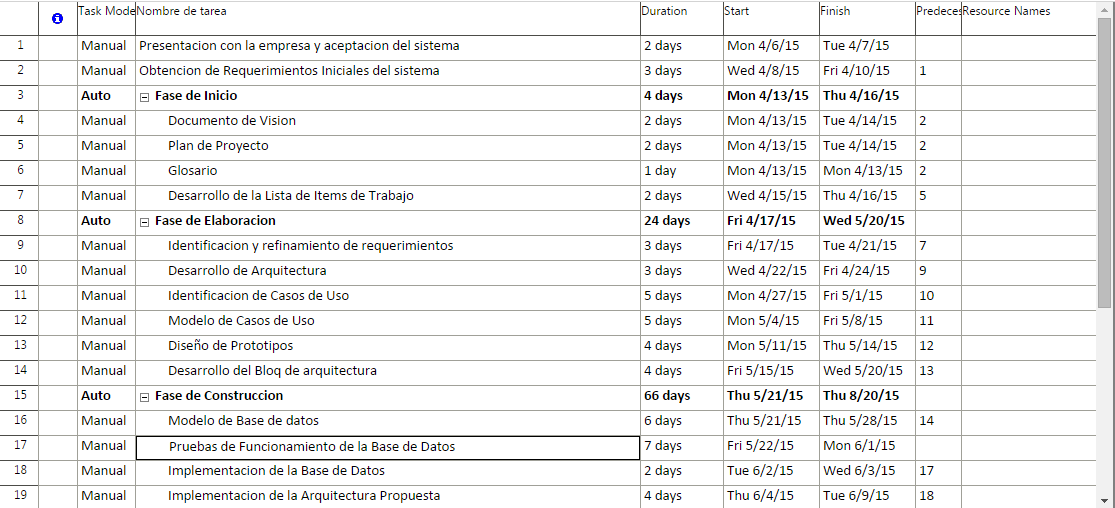 Task Mode Nombre de tarea Duration Start Finish Predeces Resource Names
1 Manual Presentacion con la empresa y aceptacion del sistema 2 days Mon 4/6/15 Tue 4/7/15
2 Manual Obtencion de Requerimientos Iniciales del sistema 3 days Wed 4/8/15 Fri 4/10/15 1
3 Auto Fase de Inicio 4 days Mon 4/13/15 Thu 4/16/15
4 Manual Documento de Vision 2 days Mon 4/13/15 Tue 4/14/15 2
5 Manual Plan de Proyecto 2 days Mon 4/13/15 Tue 4/14/15 2
6 Manual Glosario 1 day Mon 4/13/15 Mon 4/13/15 2
7 Manual Desarrollo de la Lista de Items de Trabajo 2 days Wed 4/15/15 Thu 4/16/15 5
8 Auto Fase de Elaboracion 24 days Fri 4/17/15 Wed 5/20/15
9 Manual Identificacion y refinamiento de requerimientos 3 days Fri 4/17/15 Tue 4/21/15 7
10 Manual Desarrollo de Arquitectura 3 days Wed 4/22/15 Fri 4/24/15 9
11 Manual Identificacion de Casos de Uso 5 days Mon 4/27/15 Fri 5/1/15 10
12 Manual Modelo de Casos de Uso 5 days Mon 5/4/15 Fri 5/8/15 11
13 Manual Diseño de Prototipos 4 days Mon 5/11/15 Thu 5/14/15 12
14 Manual Desarrollo del Bloq de arquitectura 4 days Fri 5/15/15 Wed 5/20/15 13
15 Auto Fase de Construccion 66 days Thu 5/21/15 Thu 8/20/15
16 Manual Modelo de Base de datos 6 days Thu 5/21/15 Thu 5/28/15 14
17 Manual Pruebas de Funcionamiento de la Base de Datos 7 days Fri 5/22/15 Mon 6/1/15
18 Manual Implementacion de la Base de Datos 2 days Tue 6/2/15 Wed 6/3/15 17
19 Manual Implementacion de la Arquitectura Propuesta 4 days Thu 6/4/15 Tue 6/9/15 18